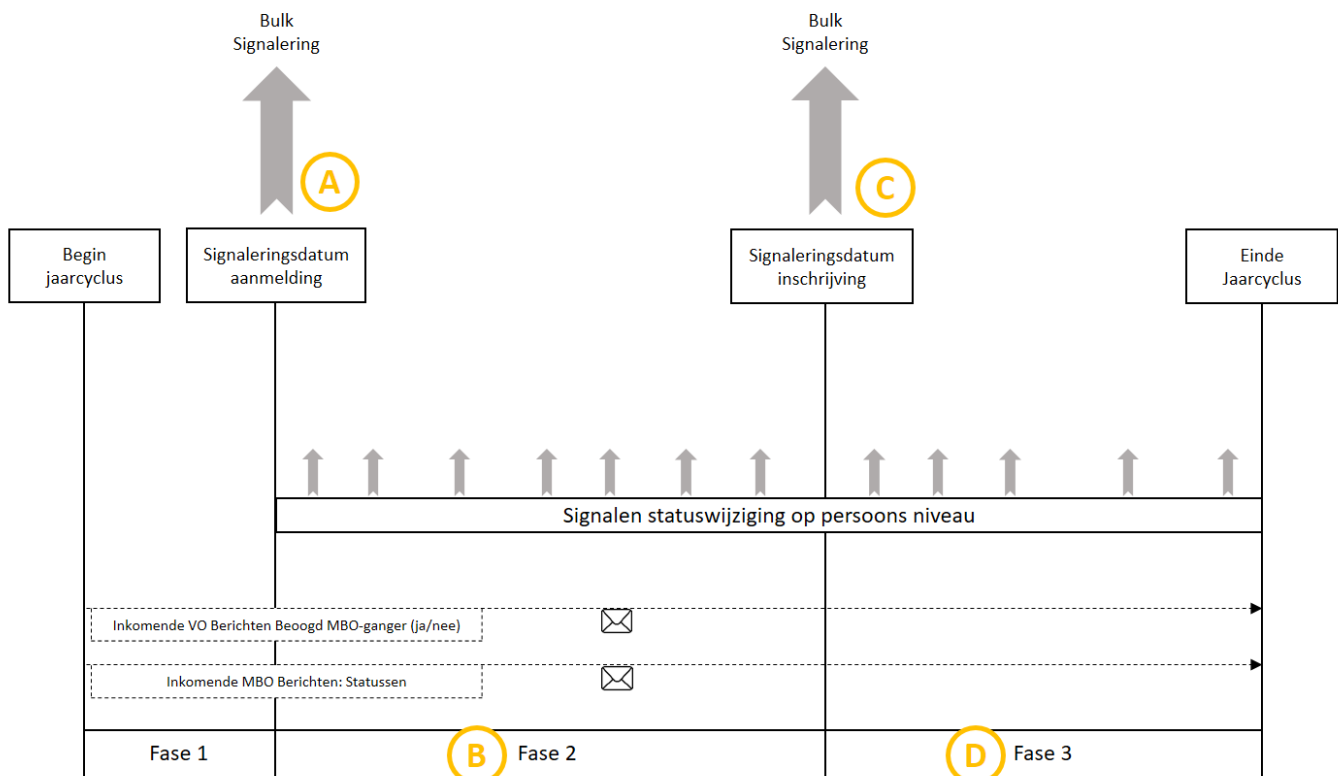 Bulk
Signalering
Bulk
Signalering
A
C
Begin
jaarcyclus
Signaleringsdatum
aanmelding
Signaleringsdatum
inschrijving
Einde
Jaarcyclus
Signalen statuswijziging op persoons niveau
Inkomende VO Berichten Beoogd MBO-ganger (ja/nee)
Inkomende MBO Berichten: Statussen
Fase 1
B
Fase 2
D
Fase 3